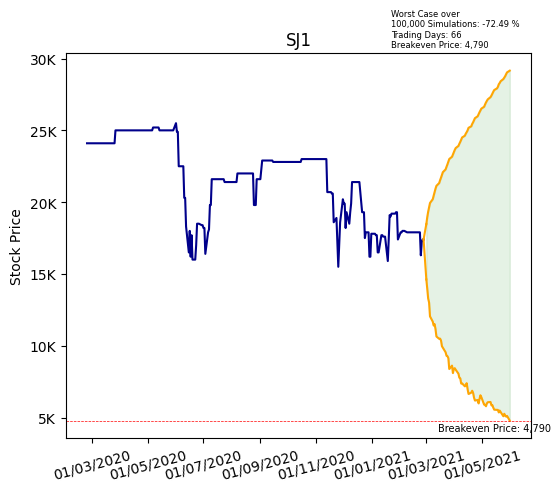 Worst Case over
100,000 Simulations: -72.49 %
Trading Days: 66
Breakeven Price: 4,790
SJ1
30K
25K
20K
15K
10K
5K
Stock Price
Breakeven Price: 4,790
01/03/2020
01/05/2020
01/07/2020
01/09/2020
01/11/2020
01/01/2021
01/03/2021
01/05/2021